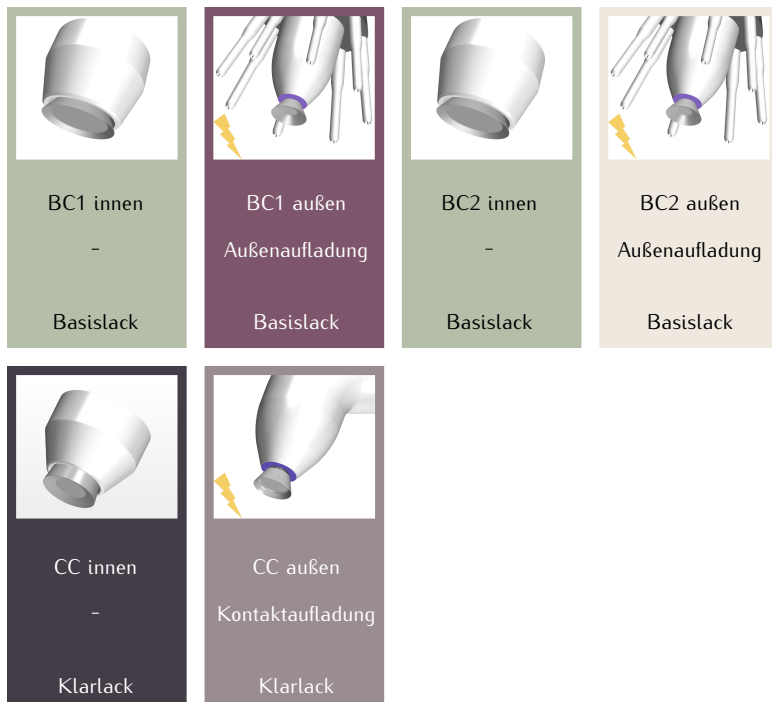 BC1 innen
–
Basislack
BC1 außen
Außenaufladung
Basislack
BC2 innen
–
Basislack
BC2 außen
Außenaufladung
Basislack
CC innen
–
Klarlack
CC außen
Kontaktaufladung
Klarlack